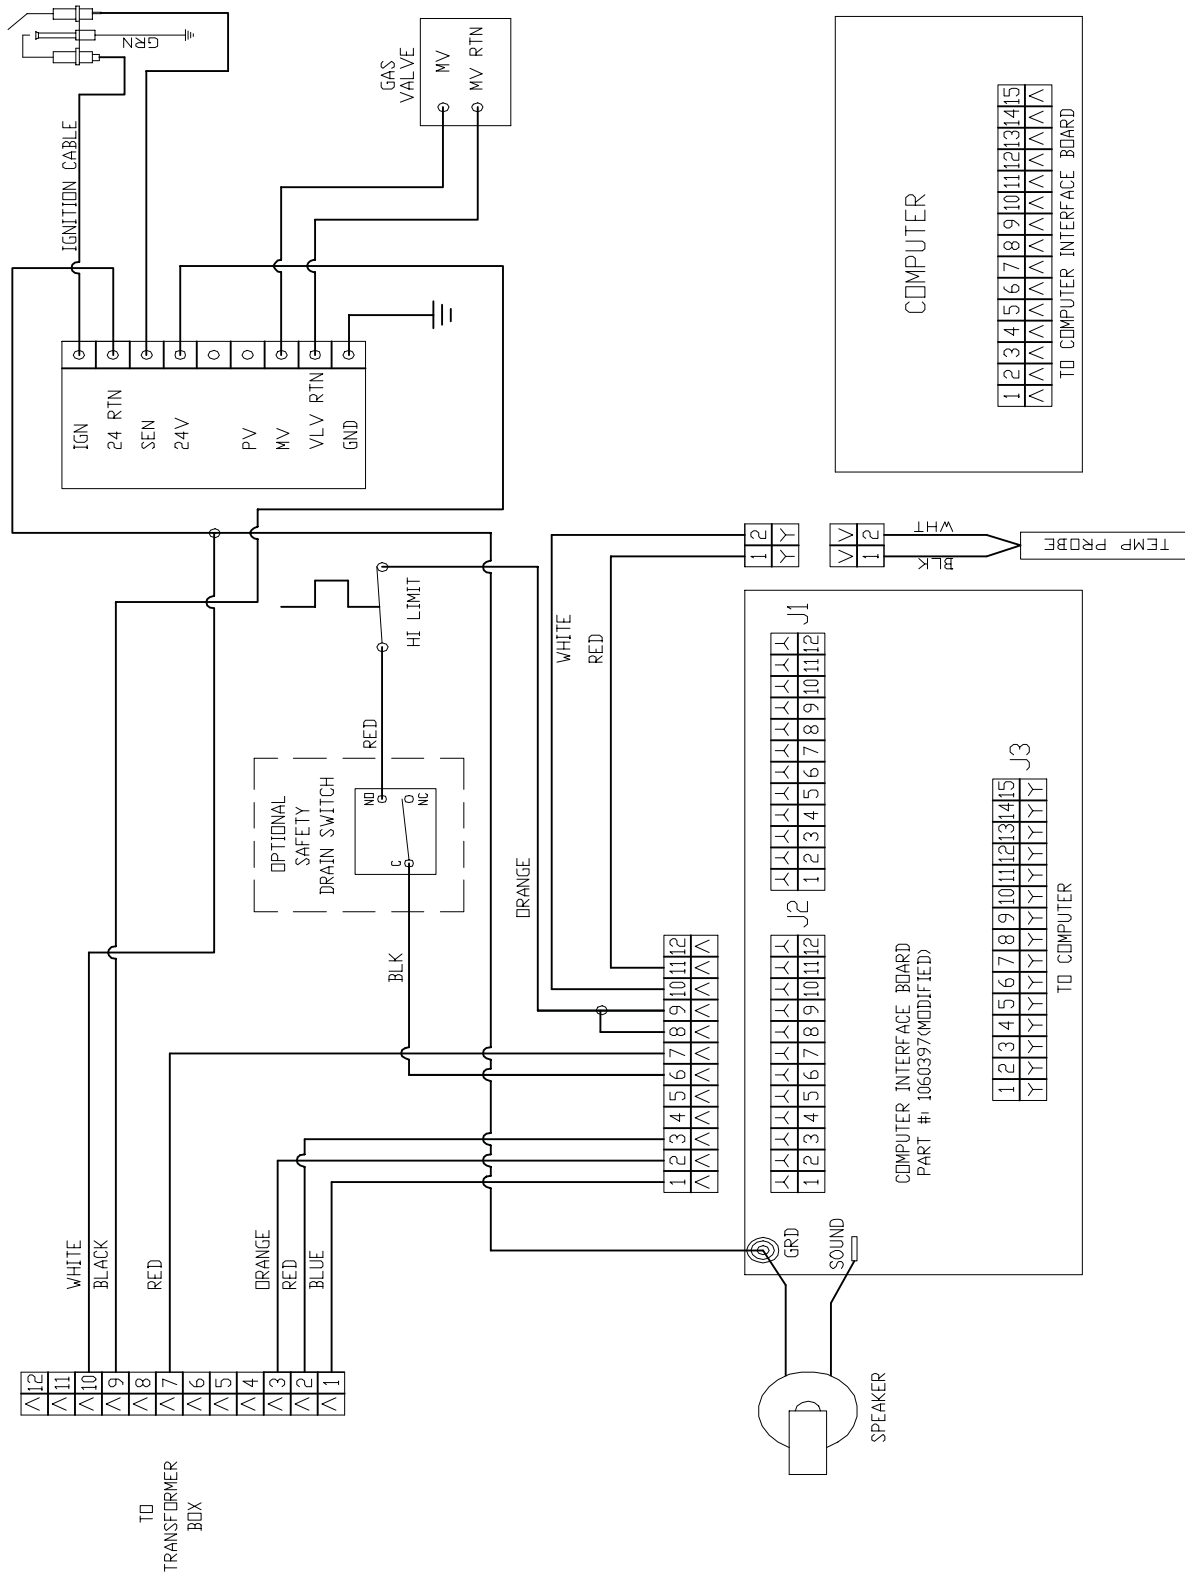 TO
TRANSFORMER
BOX
12
11
10
9
8
7
6
5
4
3
2
1
WHITE
BLACK
RED
ORANGE
RED
BLUE
IGN
24 RTN
SEN
24V
PV
MV
VLV RTN
GND
IGNITION CABLE
GRN
GAS
VALVE
MV
MV RTN
OPTIONAL
SAFETY
DRAIN SWITCH
C
NO
NC
BLK
RED
HI LIMIT
ORANGE
WHITE
RED
1 2 3 4 5 6 7 8 9 10 11 12
1 2
1 2
BLK
WHT
TEMP PROBE
SPEAKER
GRD
SOUND
J2
1 2 3 4 5 6 7 8 9 10 11 12
J1
1 2 3 4 5 6 7 8 9 10 11 12
COMPUTER INTERFACE BOARD
PART #: 1060397(MODIFIED)
J3
1 2 3 4 5 6 7 8 9 10 11 12 13 14 15
TO COMPUTER
COMPUTER
1 2 3 4 5 6 7 8 9 10 11 12 13 14 15
TO COMPUTER INTERFACE BOARD